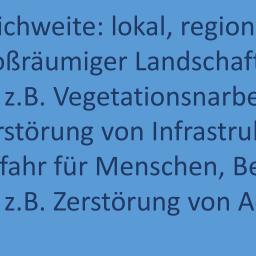 ichweite: lokal, region
oßräumiger Landschaft
z.B. Vegetationsnarbe
rstörung von Infrastru
fahr für Menschen, Be
z.B. Zerstörung von A